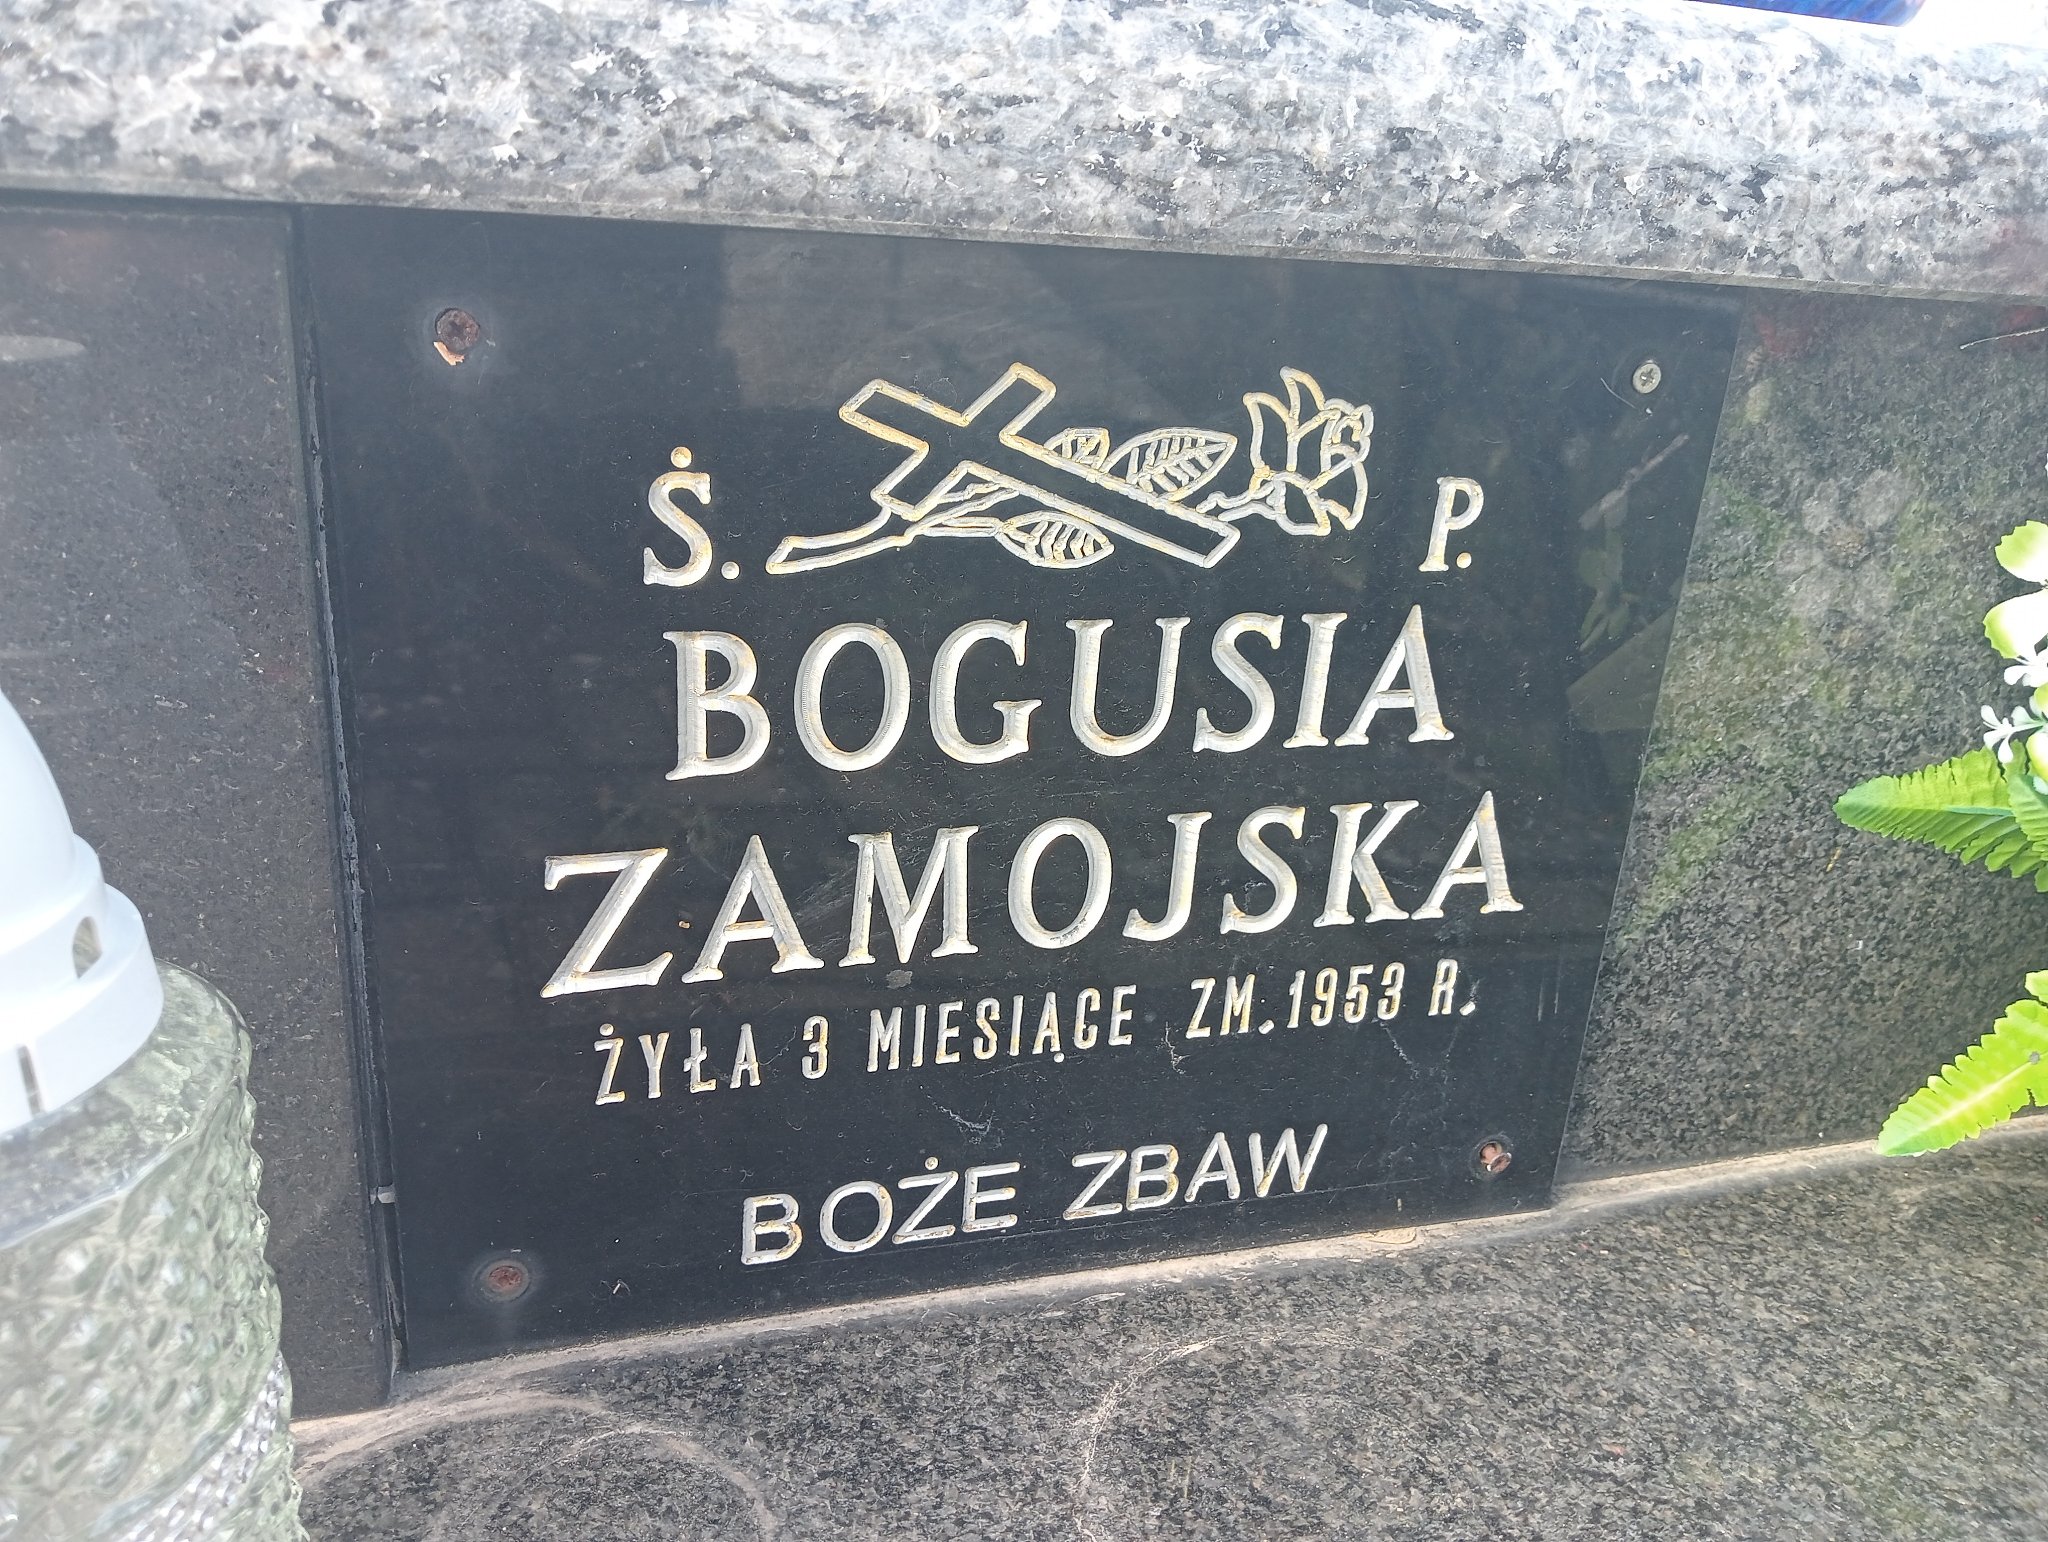 Ś. P.
BOGUSIA
ZAMOJSKA
ŻYŁA 3 MIESIĄCE ZM. 1953 R.
BOŻE ZBAW